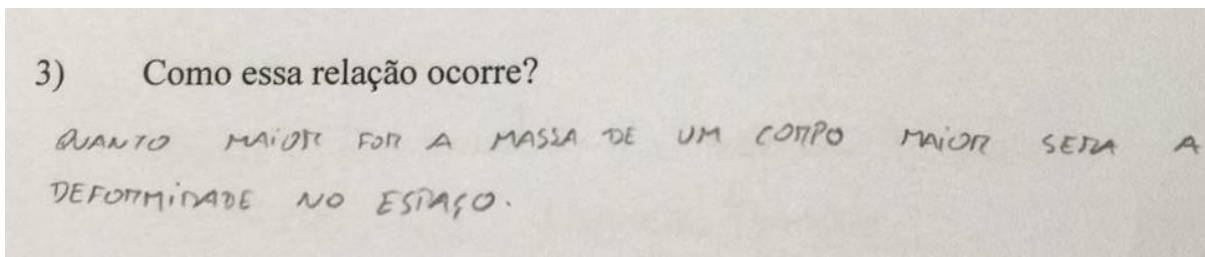 3) Como essa relação ocorre?
QUANTO MAIOR FOR A MASSA DE UM CORPO MAIOR SERA A
DEFORMIDADE NO ESPAÇO.